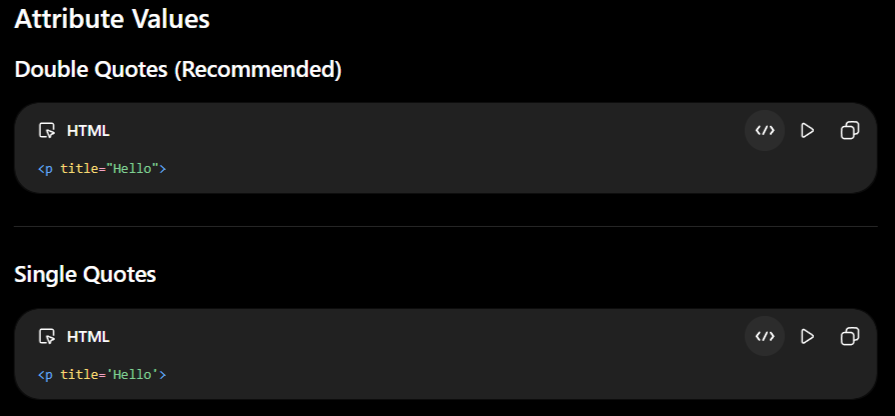 Attribute Values
Double Quotes (Recommended)
HTML
<p title="Hello">
Single Quotes
HTML
<p title='Hello'>